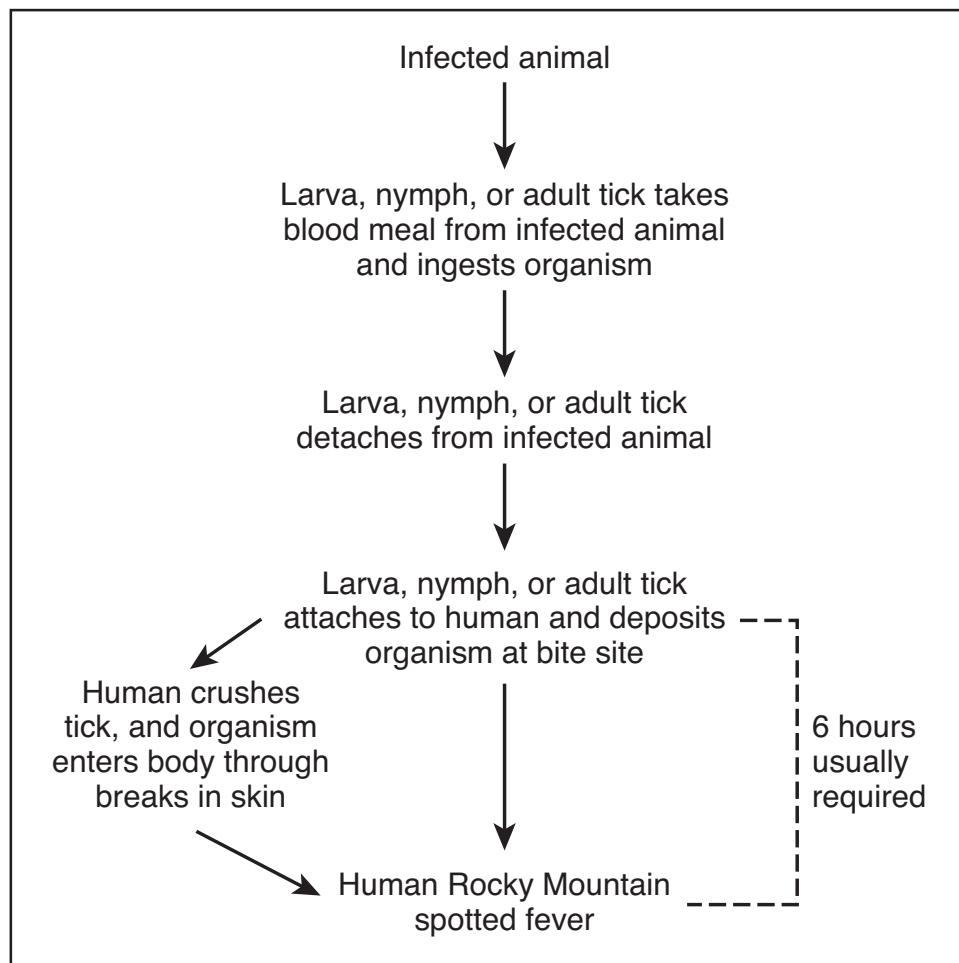 Infected animal
Larva, nymph, or adult tick takes
blood meal from infected animal
and ingests organism
Larva, nymph, or adult tick
detaches from infected animal
Larva, nymph, or adult tick
attaches to human and deposits
organism at bite site
Human crushes
tick, and organism
enters body through
breaks in skin
6 hours
usually
required
Human Rocky Mountain
spotted fever